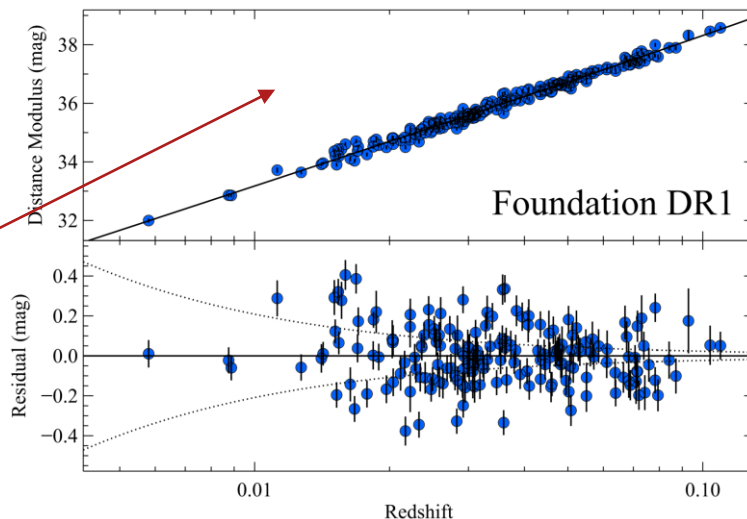 38
36
34
32
Distance Modulus (mag)
Foundation DR1
0.4
0.2
0.0
−0.2
−0.4
Residual (mag)
0.01
0.10
Redshift